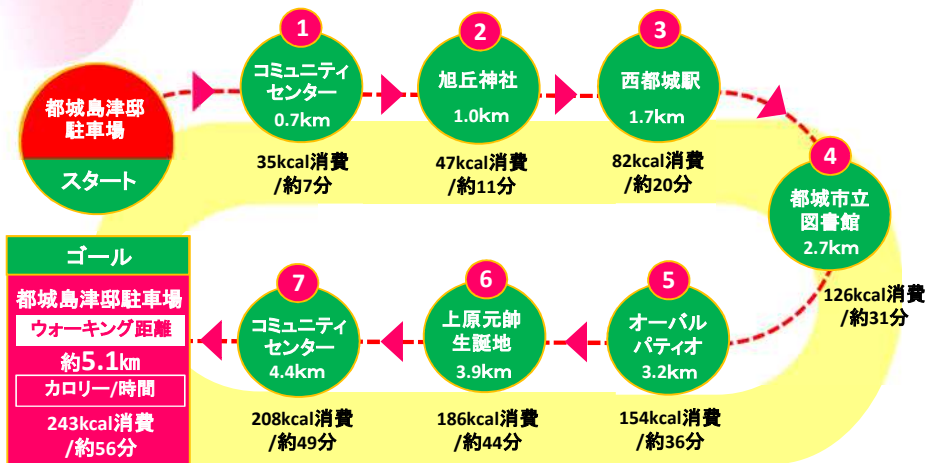 都城島津邸
駐車場
スタート
1
コミュニティ
センター
0.7km
35kcal消費
/約7分
2
旭丘神社
1.0km
47kcal消費
/約11分
3
西都城駅
1.7km
82kcal消費
/約20分
4
都城市立
図書館
2.7km
126kcal消費
/約31分
5
オーバル
パティオ
3.2km
154kcal消費
/約36分
6
上原元帥
生誕地
3.9km
186kcal消費
/約44分
7
コミュニティ
センター
4.4km
208kcal消費
/約49分
ゴール
都城島津邸駐車場
ウォーキング距離
約5.1km
カロリー/時間
243kcal消費
/約56分